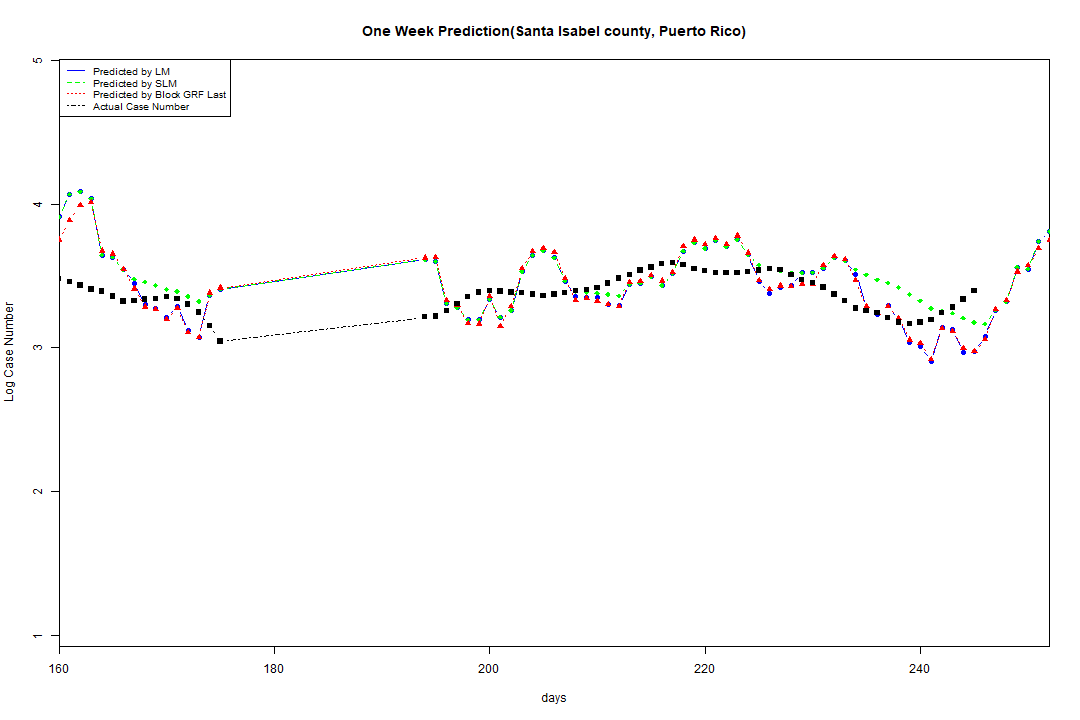 One Week Prediction(Santa Isabel county, Puerto Rico)
Predicted by LM
Predicted by SLM
Predicted by Block GRF Last
Actual Case Number
5
4
3
2
1
Log Case Number
160 180 200 220 240
days